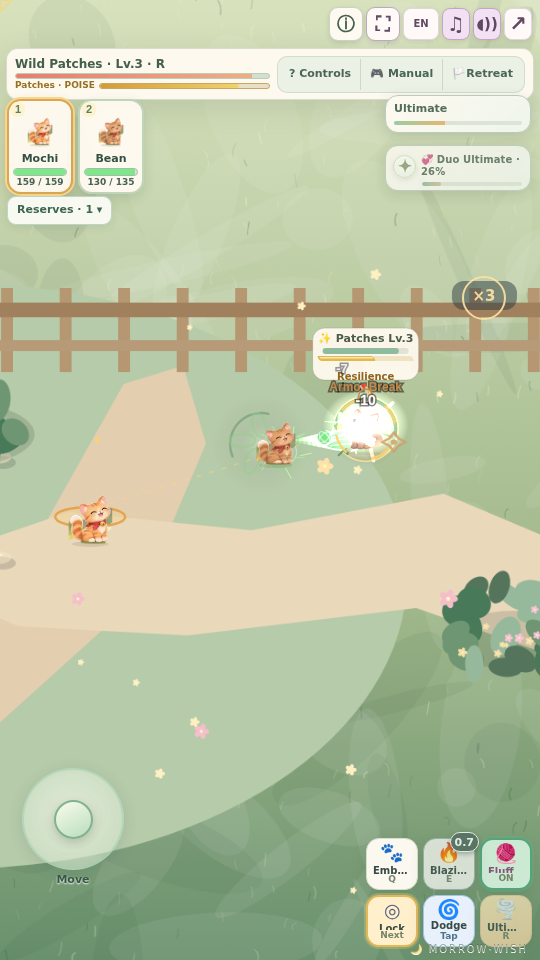 EN
Wild Patches · Lv.3 · R
Patches · POISE
? Controls
🎮 Manual
🏳️Retreat
1
Mochi
159 / 159
2
Bean
130 / 135
Reserves · 1 ▾
Ultimate
💞 Duo Ultimate · 26%
×3
✨ Patches Lv.3
-7
Resilience
Armor Break
-10
Move
Emb...
Q
Blazi...
E
0.7
Fluff
ON
Lock
Next
Dodge
Tap
Ulti...
R
🌙 MORROW-WISH